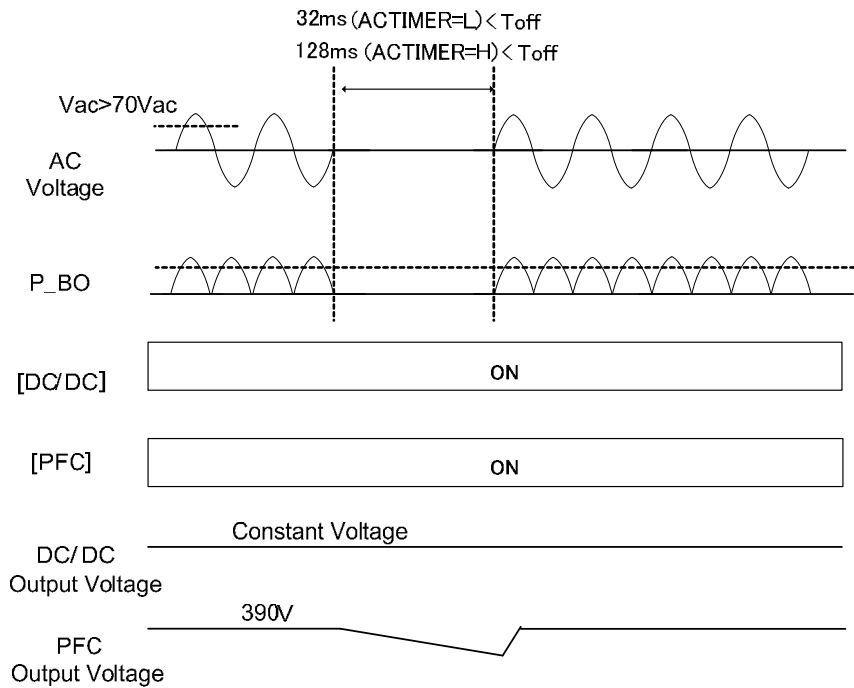 32ms (ACTIMER=L)< Toff
128ms (ACTIMER=H)< Toff
Vac>70Vac
AC
Voltage
P_BO
[DC/DC]
ON
[PFC]
ON
Constant Voltage
DC/DC
Output Voltage
390V
PFC
Output Voltage